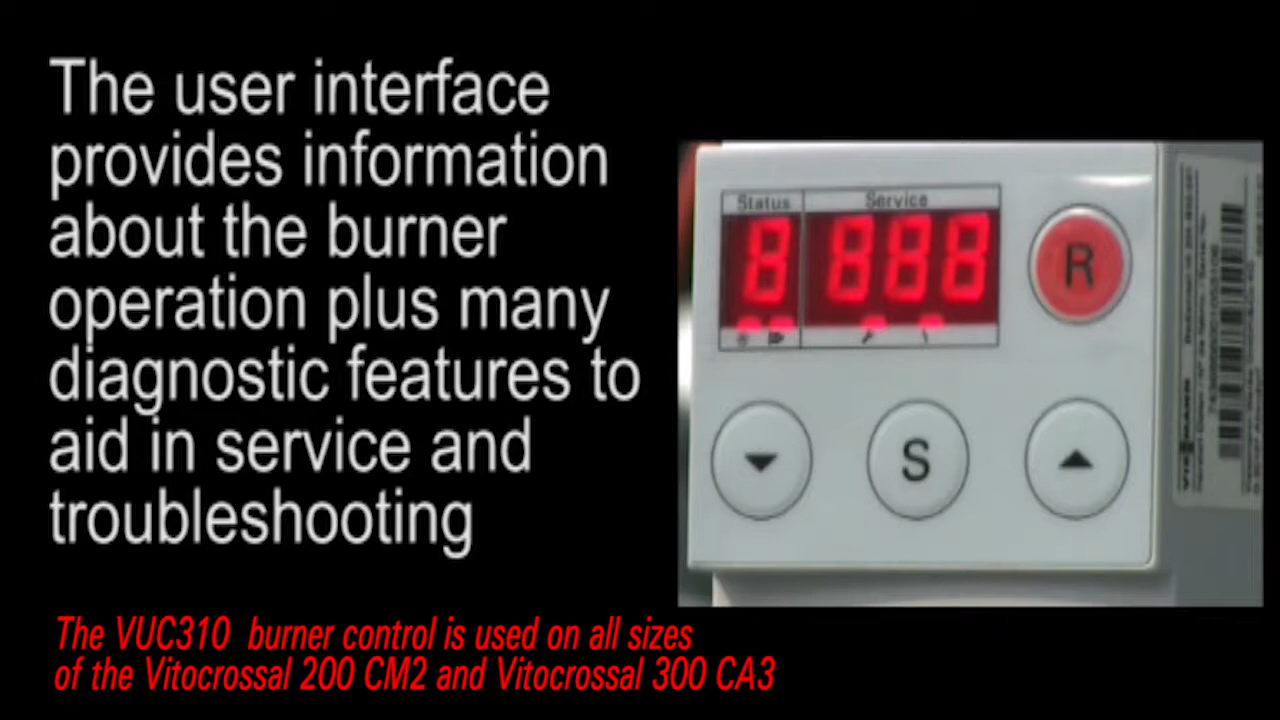 The user interface
provides information
about the burner
operation plus many
diagnostic features to
aid in service and
troubleshooting
Status Service
8 888
R
S
The VUC310 burner control is used on all sizes
of the Vitocrossal 200 CM2 and Vitocrossal 300 CA3